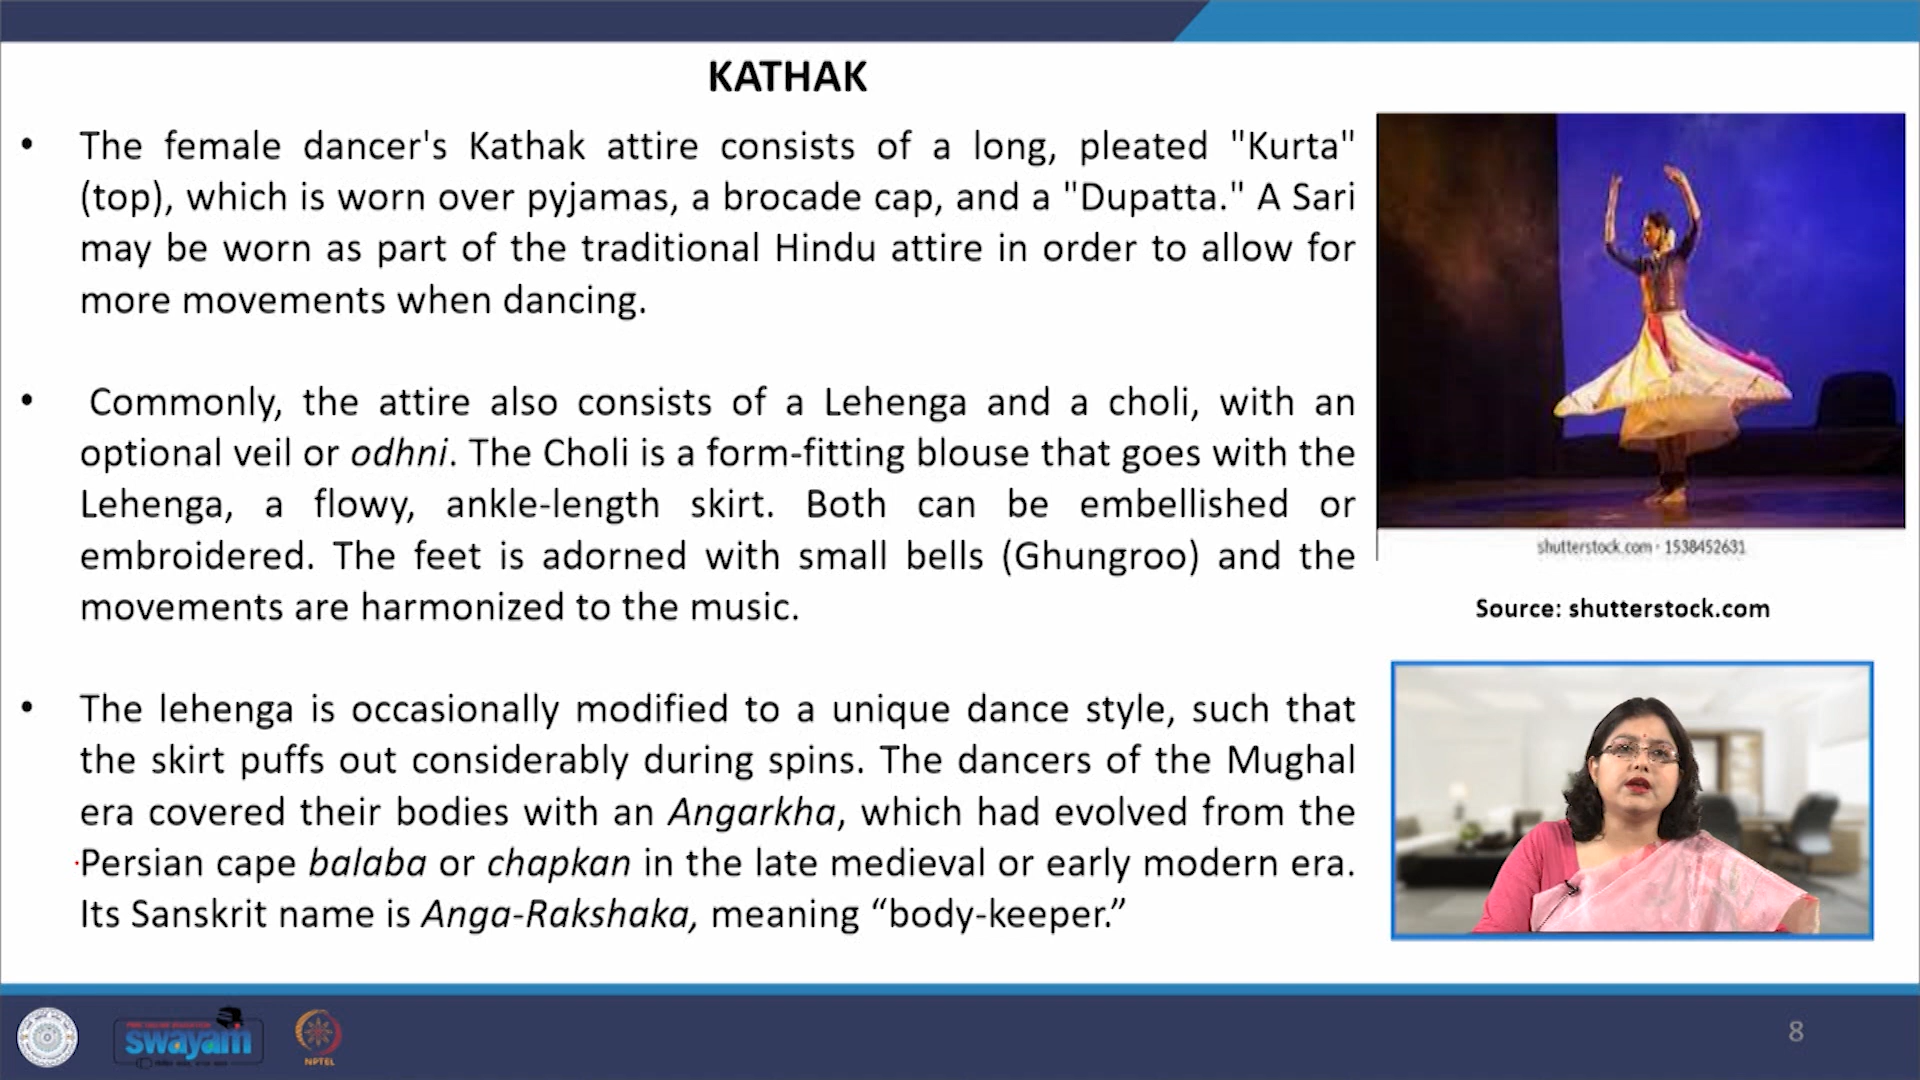 KATHAK
• The female dancer's Kathak attire consists of a long, pleated "Kurta"
(top), which is worn over pyjamas, a brocade cap, and a "Dupatta." A Sari
may be worn as part of the traditional Hindu attire in order to allow for
more movements when dancing.
• Commonly, the attire also consists of a Lehenga and a choli, with an
optional veil or odhni. The Choli is a form-fitting blouse that goes with the
Lehenga, a flowy, ankle-length skirt. Both can be embellished or
embroidered. The feet is adorned with small bells (Ghungroo) and the
movements are harmonized to the music.
• The lehenga is occasionally modified to a unique dance style, such that
the skirt puffs out considerably during spins. The dancers of the Mughal
era covered their bodies with an Angarkha, which had evolved from the
Persian cape balaba or chapkan in the late medieval or early modern era.
Its Sanskrit name is Anga-Rakshaka, meaning “body-keeper.”
shutterstock.com · 1538452631
Source: shutterstock.com
swayam
NPTEL
8